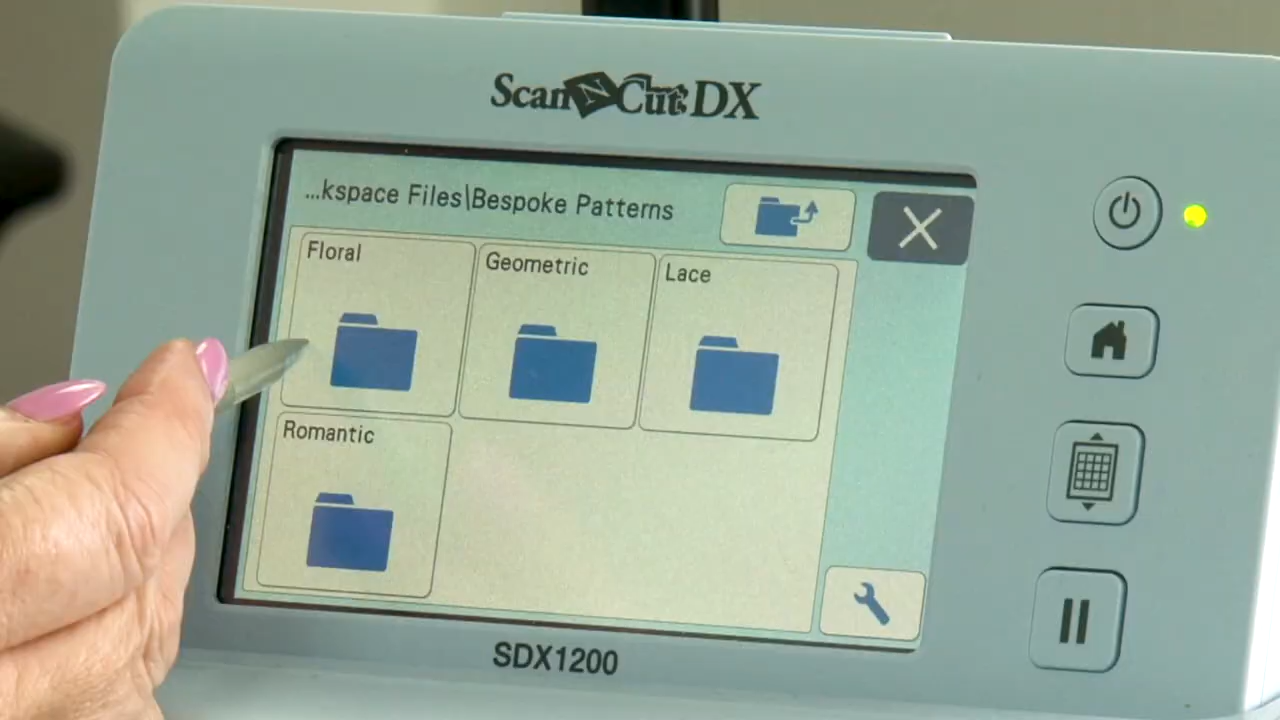 ScanNCut DX
...kspace Files\Bespoke Patterns
Floral
Geometric
Lace
Romantic
SDX1200